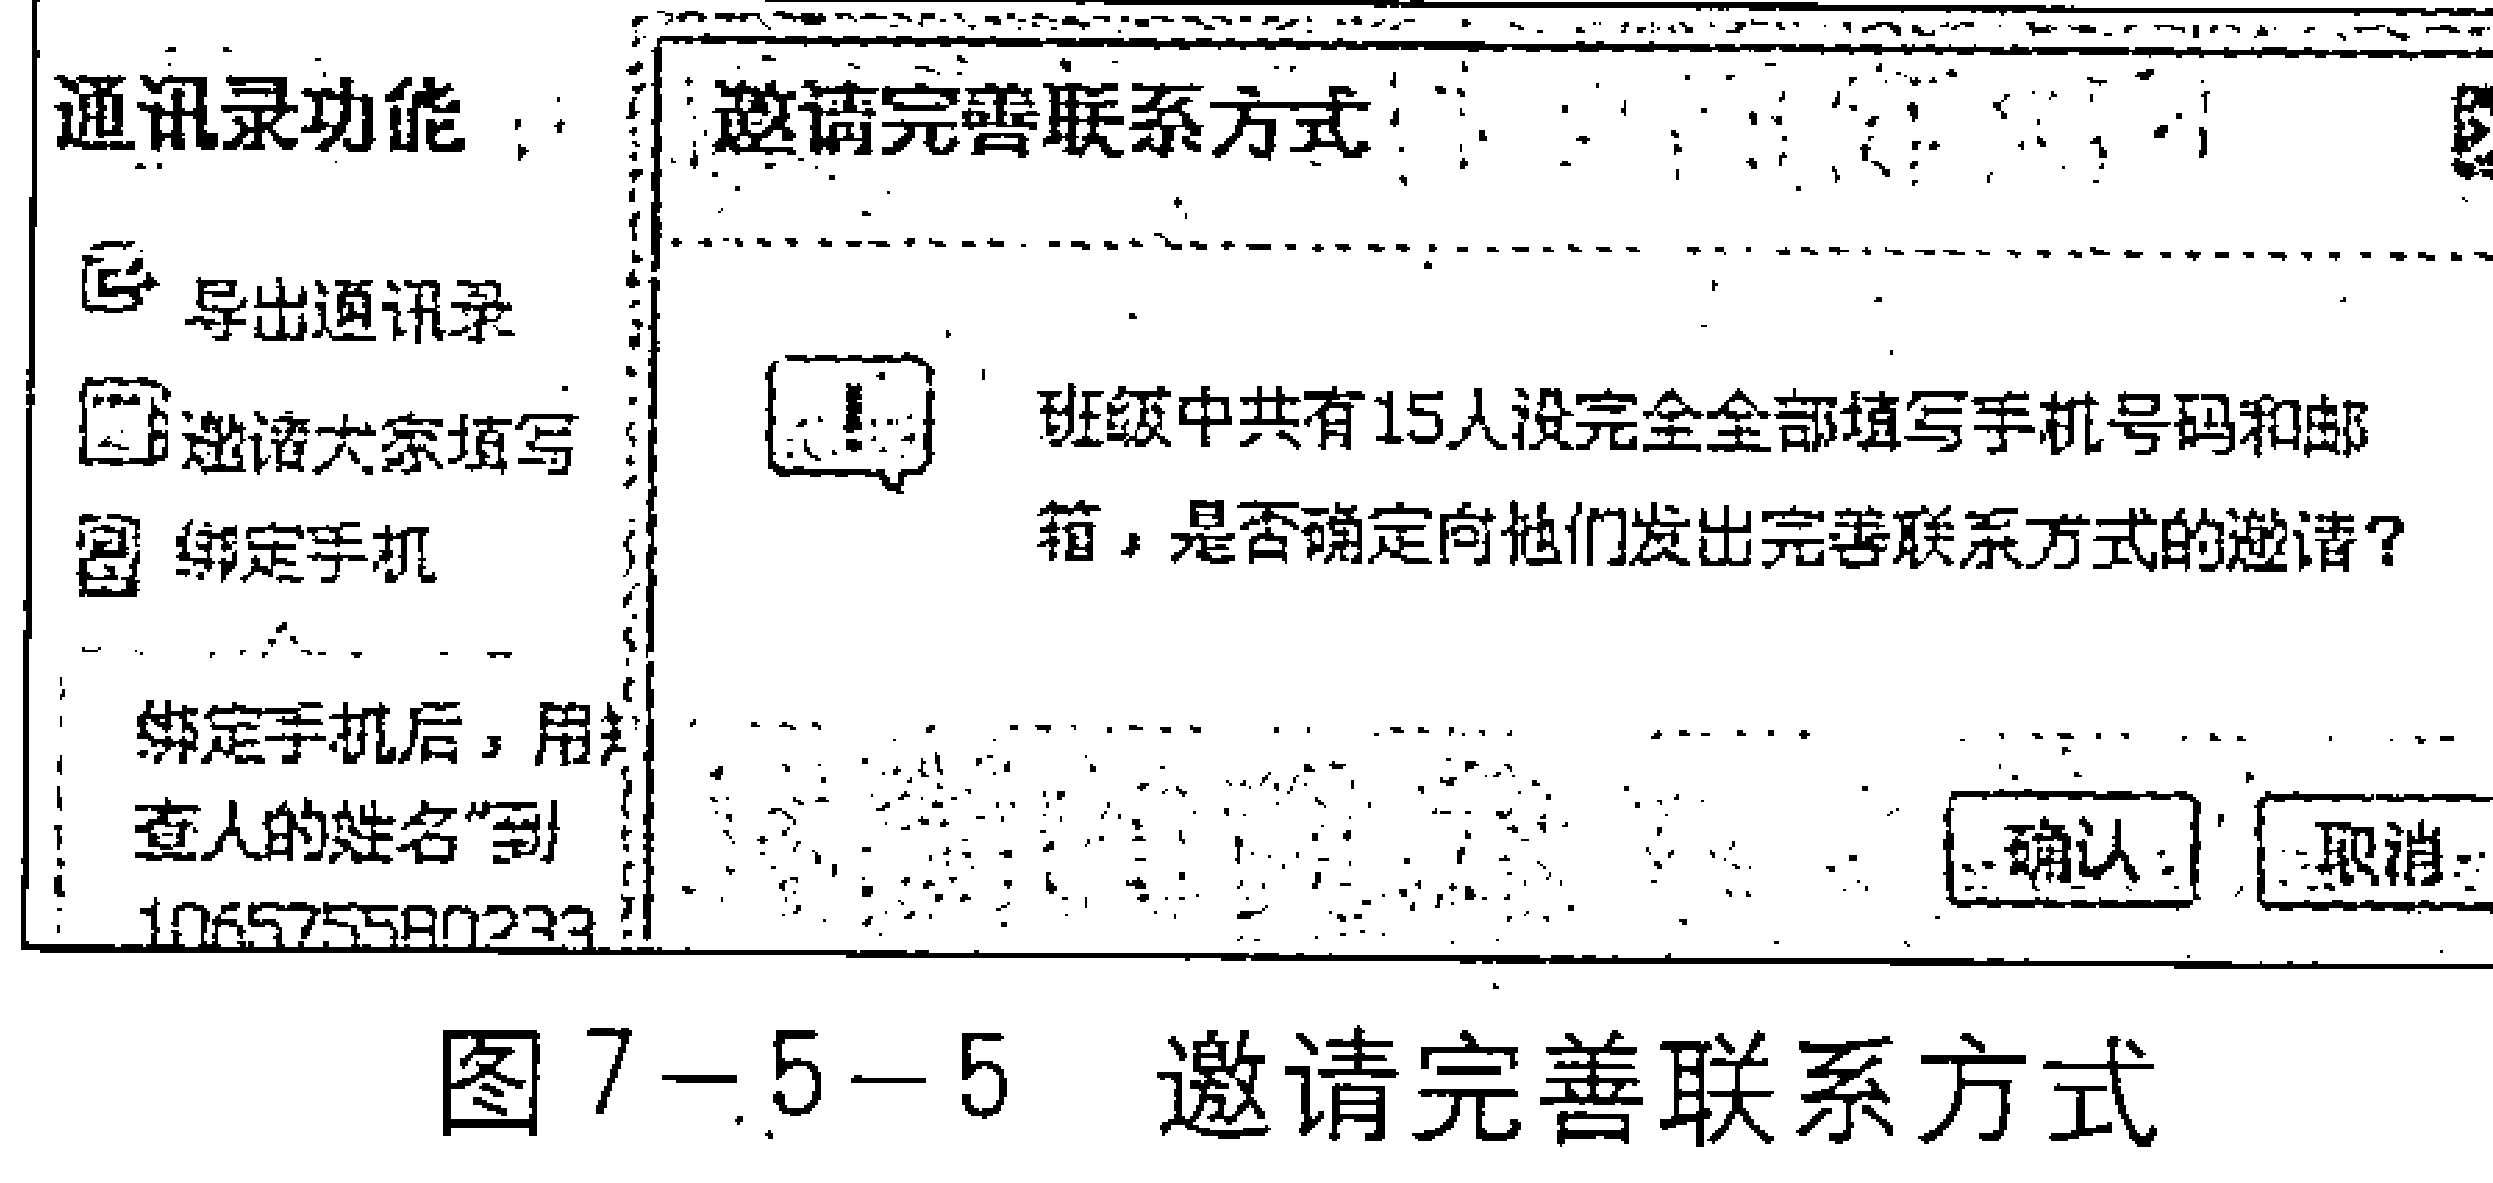 通讯录功能
导出通讯录
邀请大家填写
绑定手机
绑定手机后，用
查人的姓名”到
106575580233
邀请完善联系方式
班级中共有15人没完全全部填写手机号码和邮
箱，是否确定向他们发出完善联系方式的邀请？
确认
取消
图7－5－5 邀请完善联系方式